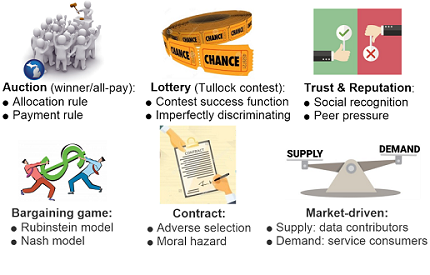 CHANCE
CHANCE
CHANCE
Auction (winner/all-pay):
● Allocation rule
● Payment rule
Lottery (Tullock contest):
● Contest success function
● Imperfectly discriminating
Trust & Reputation:
● Social recognition
● Peer pressure
CONTRACT
SUPPLY
DEMAND
Bargaining game:
● Rubinstein model
● Nash model
Contract:
● Adverse selection
● Moral hazard
Market-driven:
● Supply: data contributors
● Demand: service consumers